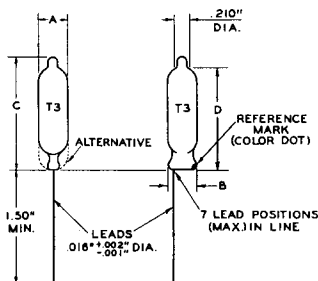 A
.210"
DIA.
C
T3
T3
D
ALTERNATIVE
REFERENCE
MARK
(COLOR DOT)
B
1.50"
MIN.
LEADS
.016" +.002" -.001" DIA.
7 LEAD POSITIONS
(MAX.) IN LINE